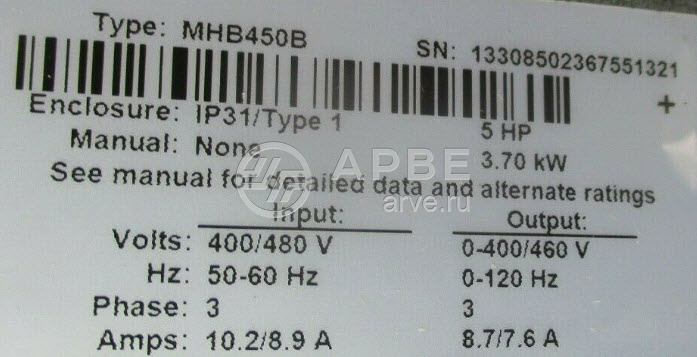 Type: MHB450B SN: 13308502367551321
Enclosure: IP31/Type 1 5 HP
Manual: None 3.70 kW
АРВЕ
See manual for detailed data and alternate ratings
arve.ru
Input: Output:
Volts: 400/480 V 0-400/460 V
Hz: 50-60 Hz 0-120 Hz
Phase: 3 3
Amps: 10.2/8.9 A 8.7/7.6 A